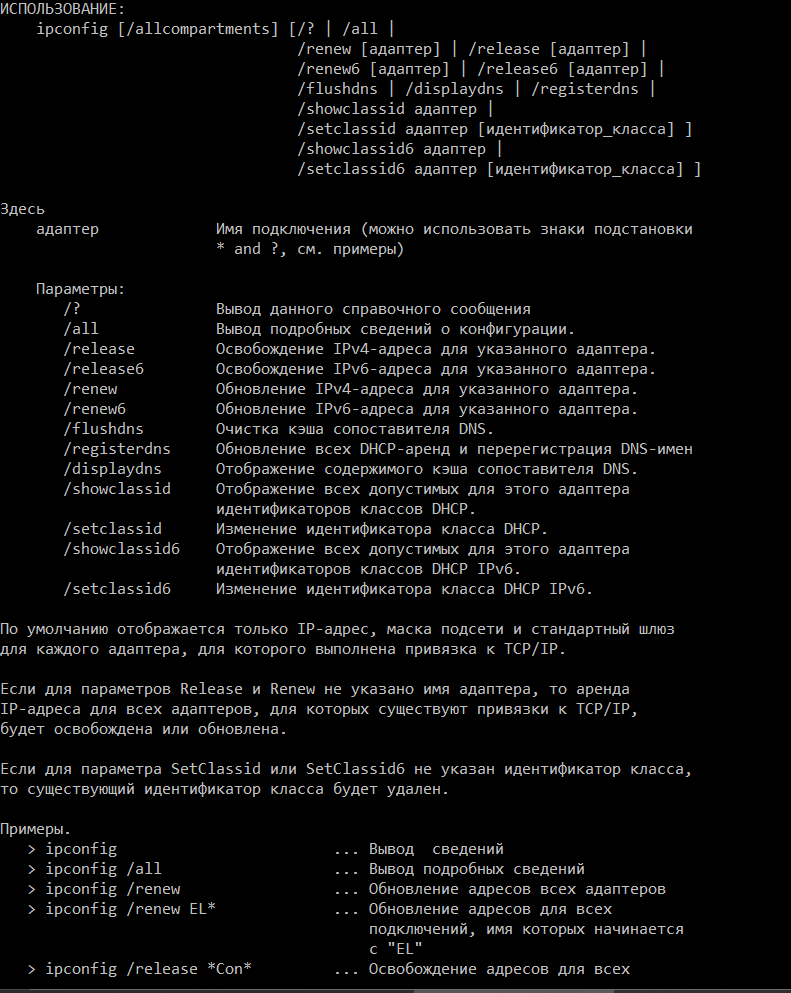 ИСПОЛЬЗОВАНИЕ:
ipconfig [/allcompartments] [/? | /all |
/renew [адаптер] | /release [адаптер] |
/renew6 [адаптер] | /release6 [адаптер] |
/flushdns | /displaydns | /registerdns |
/showclassid адаптер |
/setclassid адаптер [идентификатор_класса] ]
/showclassid6 адаптер |
/setclassid6 адаптер [идентификатор_класса] ]
Здесь
адаптер Имя подключения (можно использовать знаки подстановки
* and ?, см. примеры)
Параметры:
/? Вывод данного справочного сообщения
/all Вывод подробных сведений о конфигурации.
/release Освобождение IPv4-адреса для указанного адаптера.
/release6 Освобождение IPv6-адреса для указанного адаптера.
/renew Обновление IPv4-адреса для указанного адаптера.
/renew6 Обновление IPv6-адреса для указанного адаптера.
/flushdns Очистка кэша сопоставителя DNS.
/registerdns Обновление всех DHCP-аренд и перерегистрация DNS-имен
/displaydns Отображение содержимого кэша сопоставителя DNS.
/showclassid Отображение всех допустимых для этого адаптера
идентификаторов классов DHCP.
/setclassid Изменение идентификатора класса DHCP.
/showclassid6 Отображение всех допустимых для этого адаптера
идентификаторов классов DHCP IPv6.
/setclassid6 Изменение идентификатора класса DHCP IPv6.
По умолчанию отображается только IP-адрес, маска подсети и стандартный шлюз
для каждого адаптера, для которого выполнена привязка к TCP/IP.
Если для параметров Release и Renew не указано имя адаптера, то аренда
IP-адреса для всех адаптеров, для которых существуют привязки к TCP/IP,
будет освобождена или обновлена.
Если для параметра SetClassid или SetClassid6 не указан идентификатор класса,
то существующий идентификатор класса будет удален.
Примеры.
> ipconfig ... Вывод  сведений
> ipconfig /all ... Вывод подробных сведений
> ipconfig /renew ... Обновление адресов всех адаптеров
> ipconfig /renew EL* ... Обновление адресов для всех
подключений, имя которых начинается
с "EL"
> ipconfig /release *Con* ... Освобождение адресов для всех